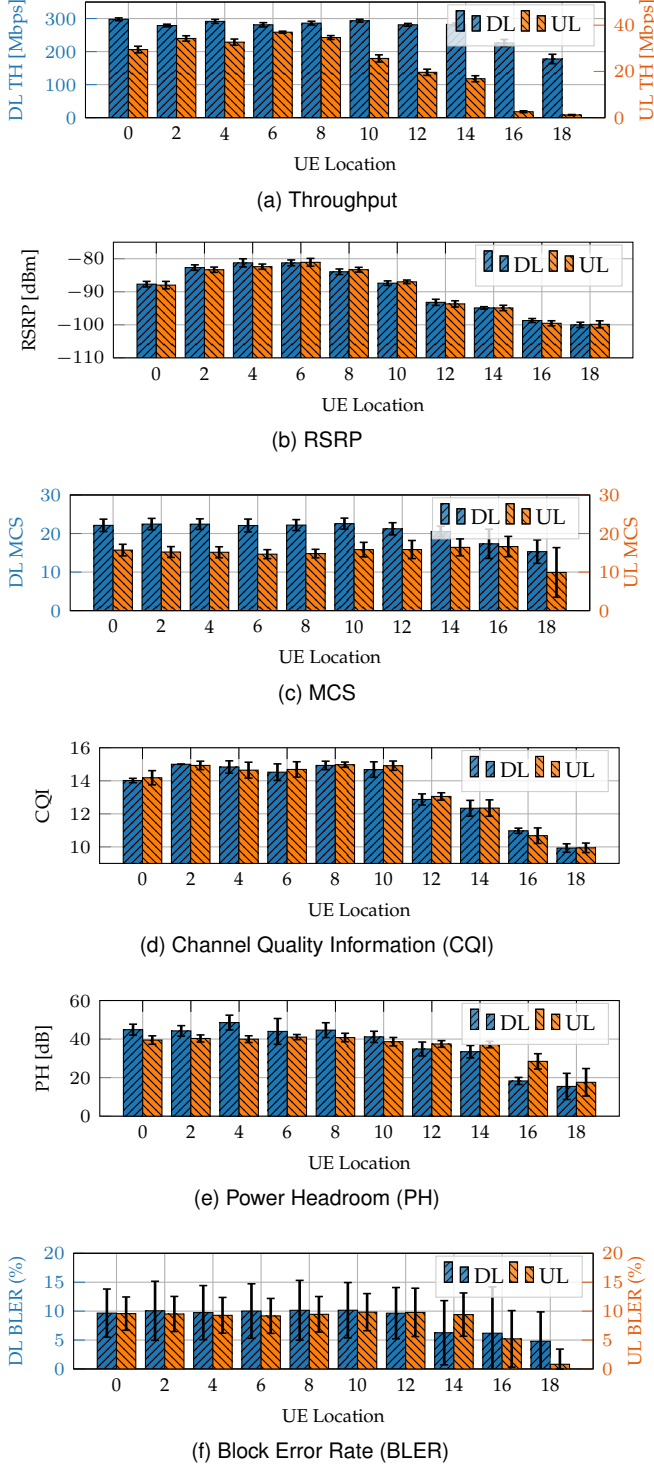 DL TH [Mbps]
300
200
100
0
DL UL
40
20
0
UL TH [Mbps]
0 2 4 6 8 10 12 14 16 18
UE Location
(a) Throughput
RSRP [dBm]
−80
−90
−100
−110
DL UL
0 2 4 6 8 10 12 14 16 18
UE Location
(b) RSRP
DL MCS
30
20
10
0
DL UL
30
20
10
0
UL MCS
0 2 4 6 8 10 12 14 16 18
UE Location
(c) MCS
CQI
16
14
12
10
DL UL
0 2 4 6 8 10 12 14 16 18
UE Location
(d) Channel Quality Information (CQI)
PH [dB]
60
40
20
0
DL UL
0 2 4 6 8 10 12 14 16 18
UE Location
(e) Power Headroom (PH)
DL BLER (%)
20
15
10
5
0
DL UL
20
15
10
5
0
UL BLER (%)
0 2 4 6 8 10 12 14 16 18
UE Location
(f) Block Error Rate (BLER)